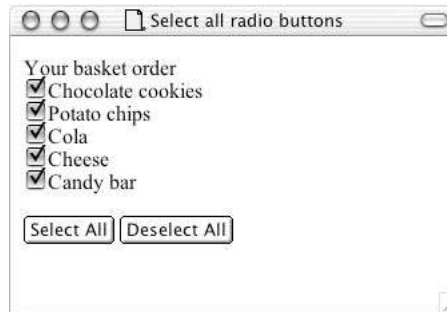 Select all radio buttons
Your basket order
Chocolate cookies
Potato chips
Cola
Cheese
Candy bar
Select All Deselect All